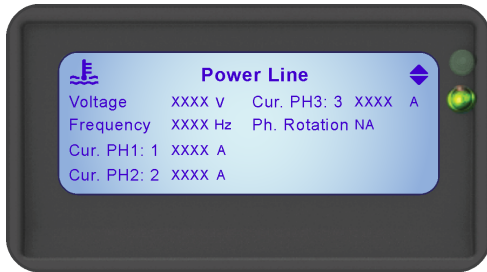 Power Line
Voltage XXXX V Cur. PH3: 3 XXXX A
Frequency XXXX Hz Ph. Rotation NA
Cur. PH1: 1 XXXX A
Cur. PH2: 2 XXXX A